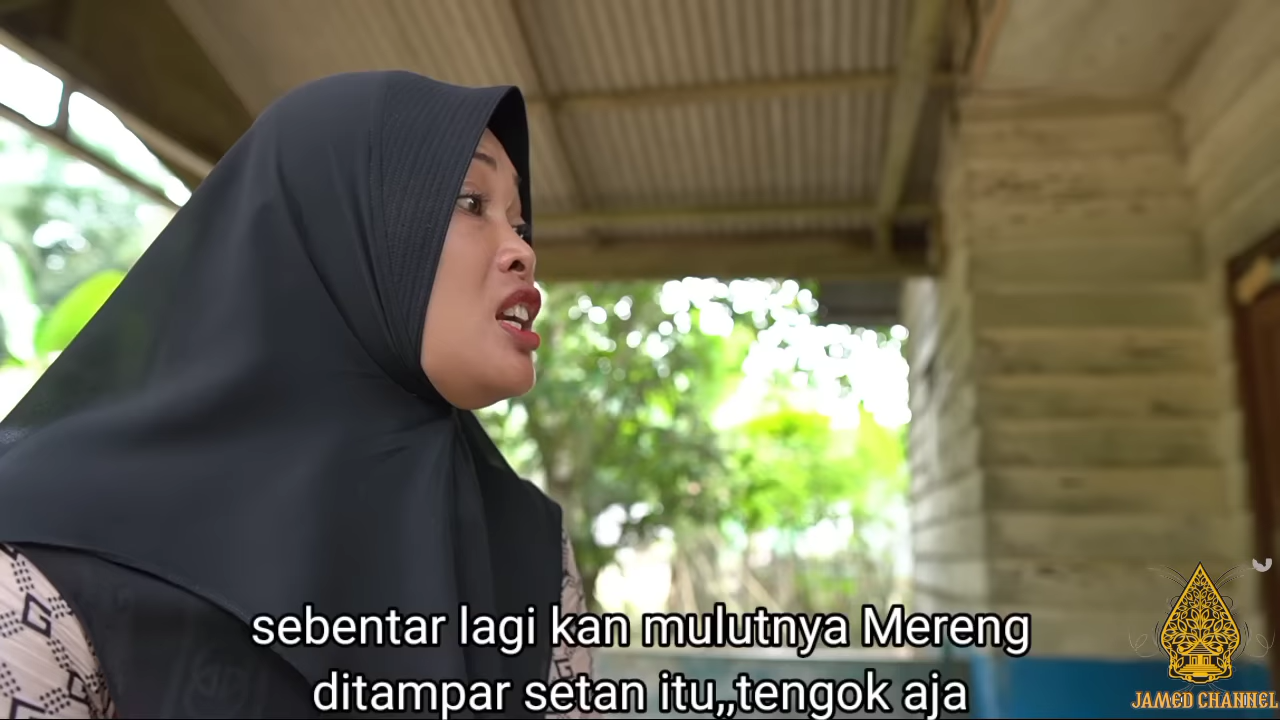 sebentar lagi kan mulutnya Mereng
ditampar setan itu,,tengok aja
JAMED CHANNEL